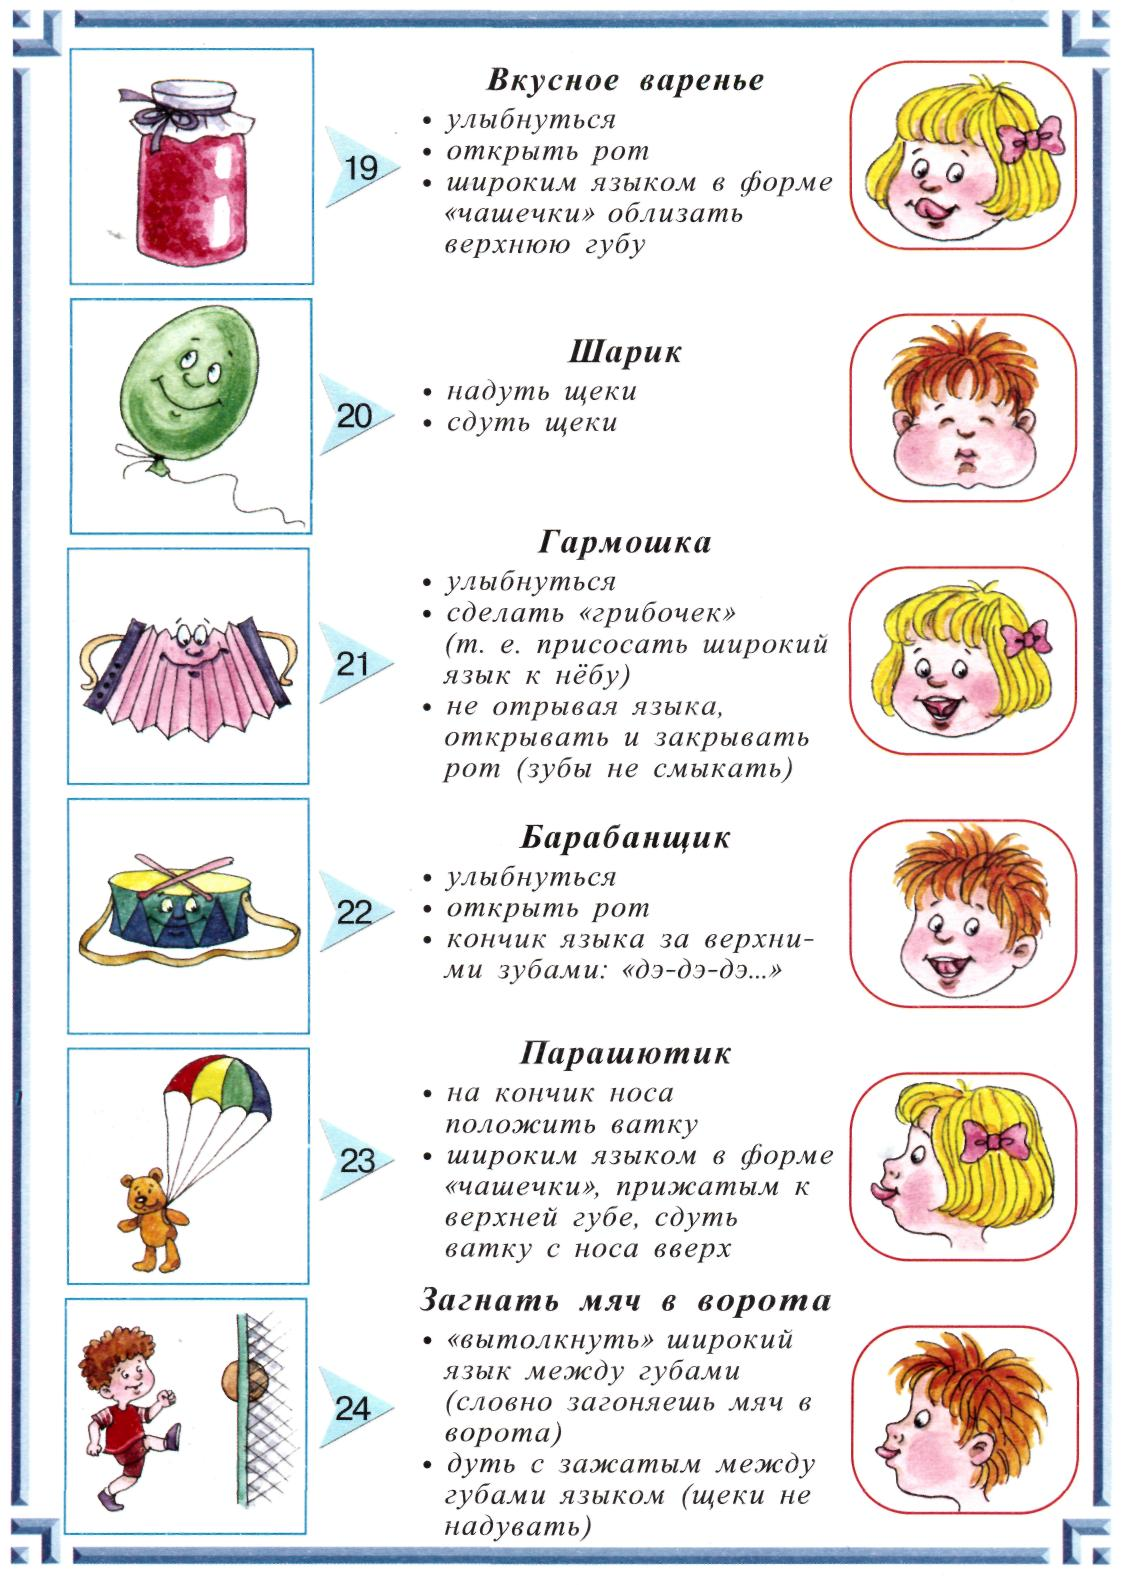 Вкусное варенье
• улыбнуться
• открыть рот
19
• широким языком в форме
«чашечки» облизать
верхнюю губу
Шарик
• надуть щеки
20
• сдуть щеки
Гармошка
• улыбнуться
• сделать «грибочек»
(т. е. присосать широкий
21
язык к нёбу)
• не отрывая языка,
открывать и закрывать
рот (зубы не смыкать)
Барабанщик
• улыбнуться
22
• открыть рот
• кончик языка за верхни-
ми зубами: «дэ-дэ-дэ...»
Парашютик
• на кончик носа
положить ватку
23
• широким языком в форме
«чашечки», прижатым к
верхней губе, сдуть
ватку с носа вверх
Загнать мяч в ворота
• «вытолкнуть» широкий
язык между губами
24
(словно загоняешь мяч в
ворота)
• дуть с зажатым между
губами языком (щеки не
надувать)